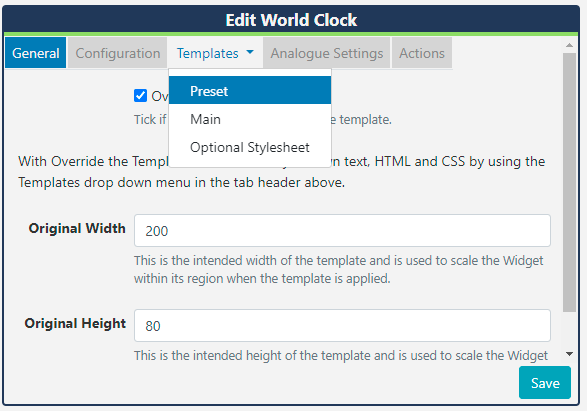 Edit World Clock
General Configuration Templates Analogue Settings Actions
Preset
Main
Optional Stylesheet
Ov
Tick if e template.
With Override the Temp wn text, HTML and CSS by using the
Templates drop down menu in the tab header above.
Original Width 200
This is the intended width of the template and is used to scale the Widget
within its region when the template is applied.
Original Height 80
This is the intended height of the template and is used to scale the Widget
Save